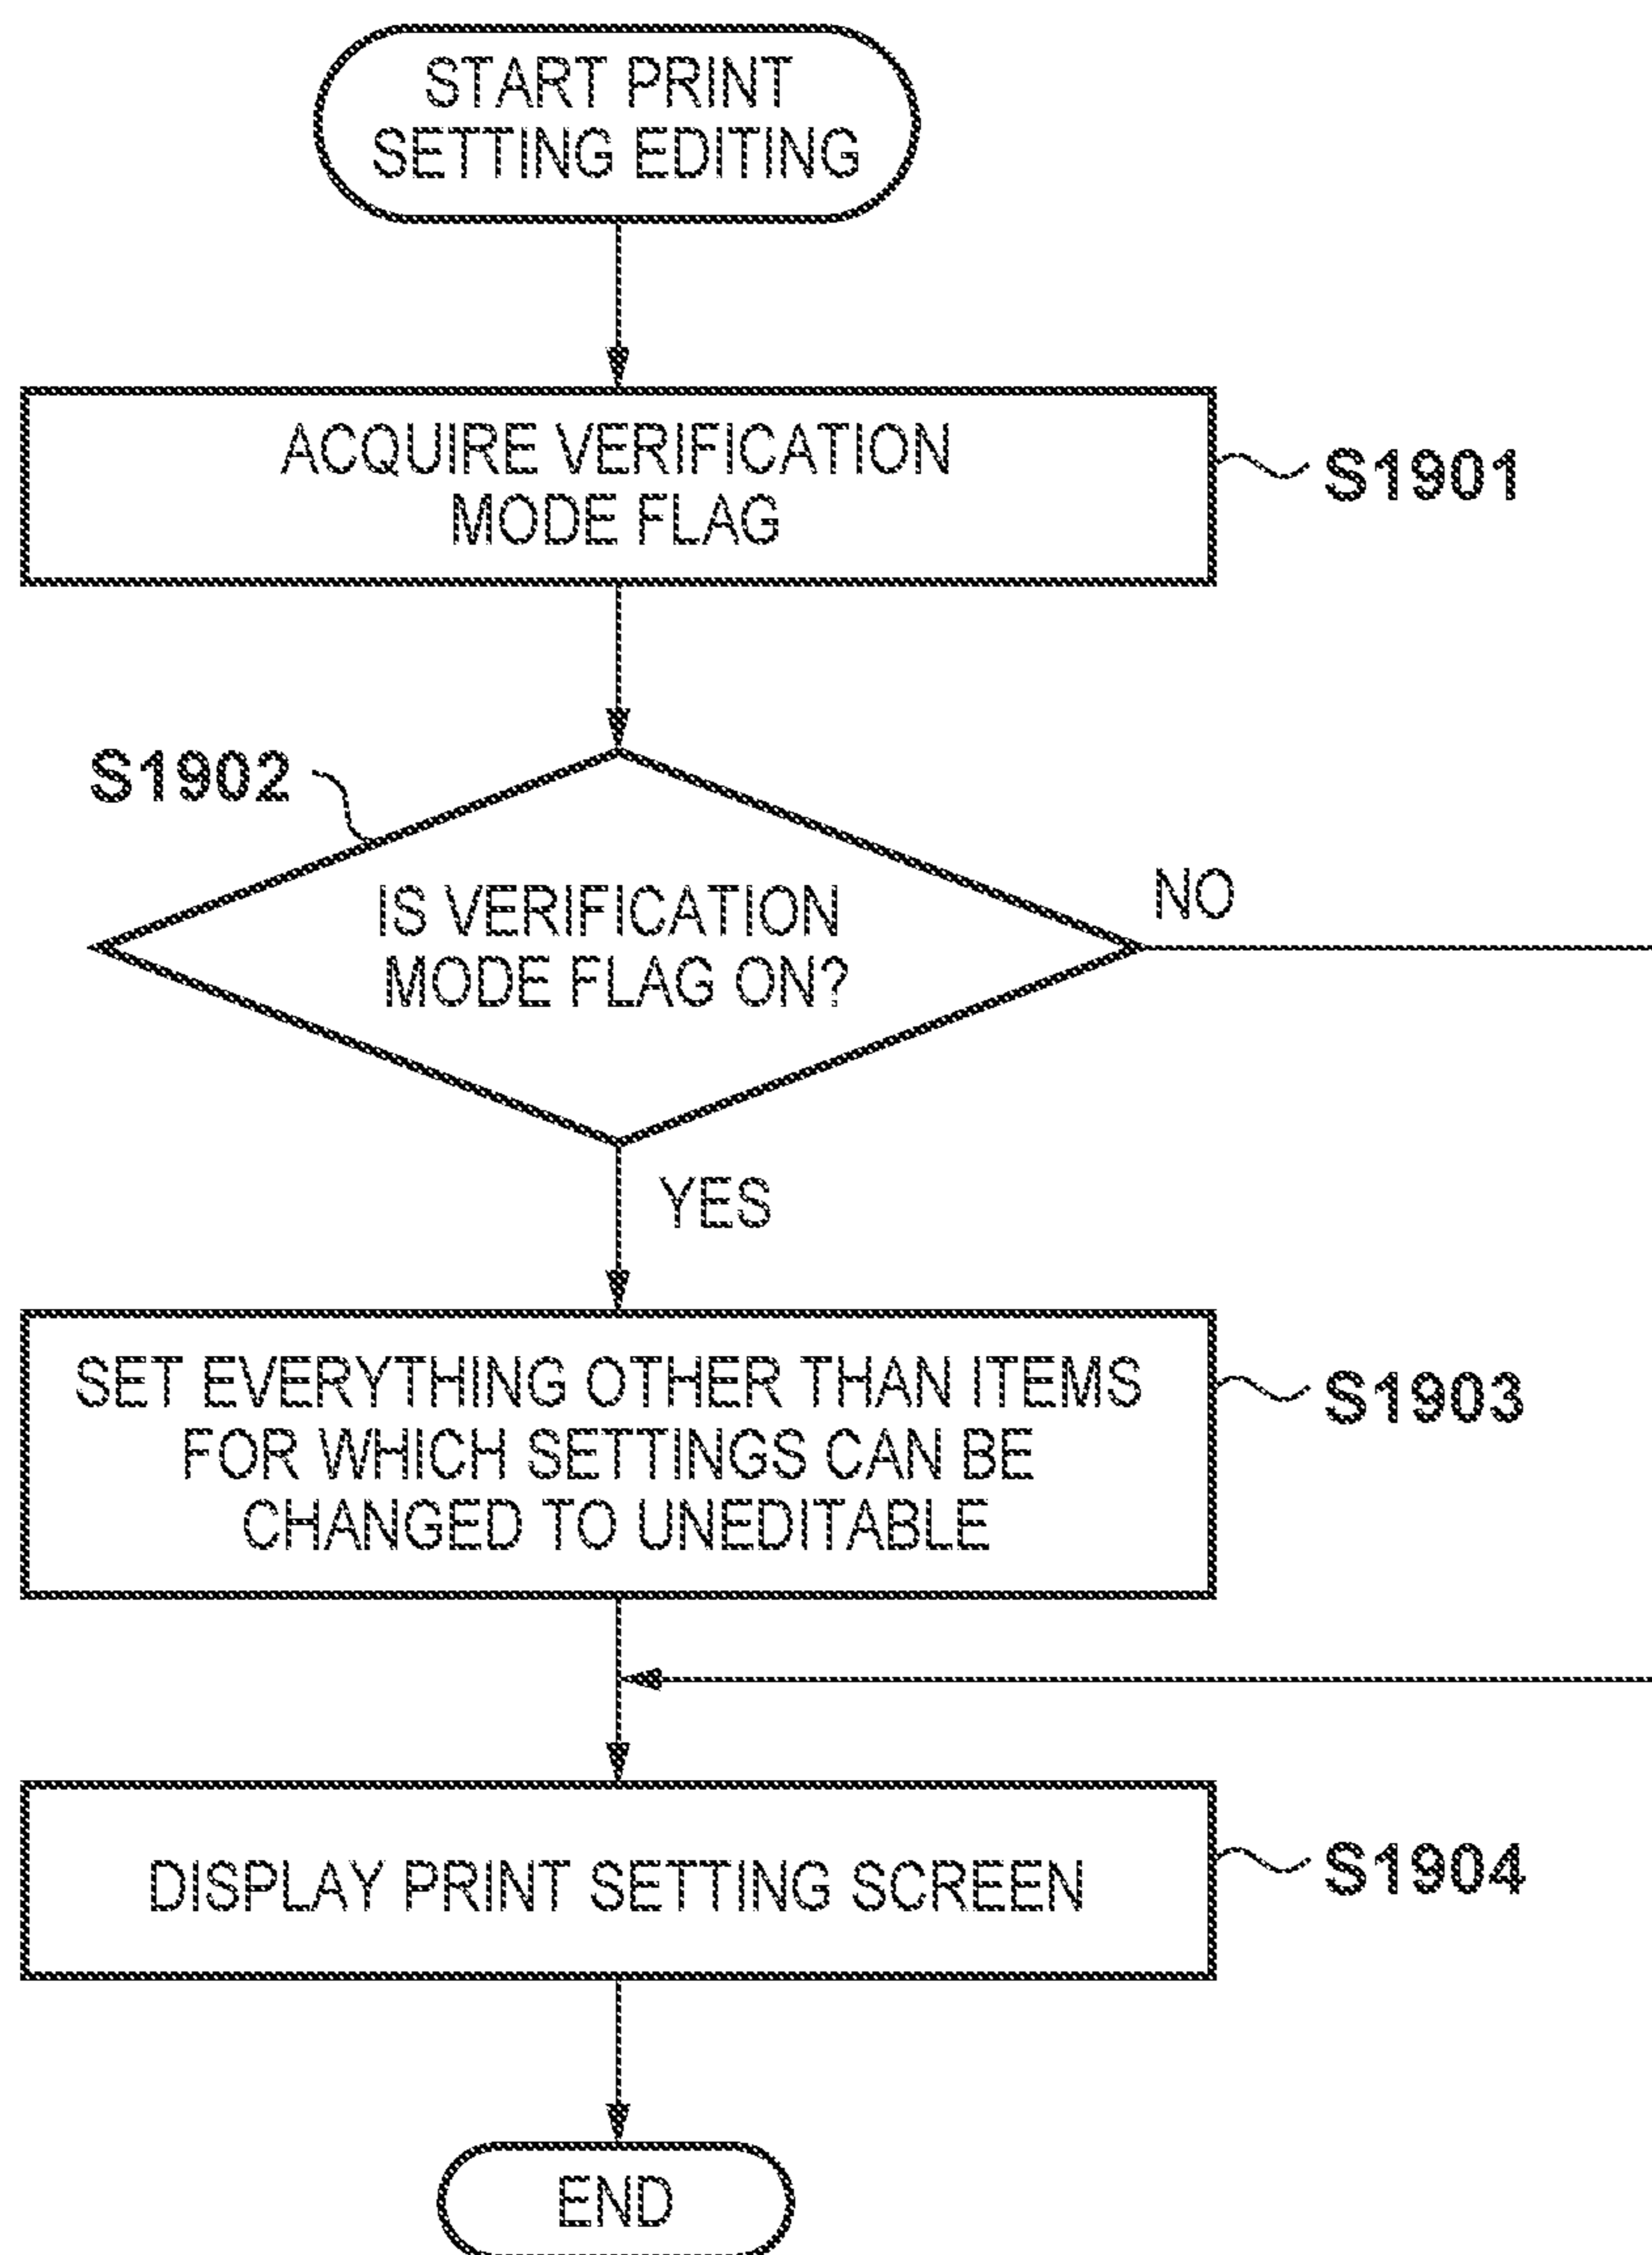 START PRINT
SETTING EDITING
ACQUIRE VERIFICATION
MODE FLAG
S1901
S1902
IS VERIFICATION
MODE FLAG ON?
NO
YES
SET EVERYTHING OTHER THAN ITEMS
FOR WHICH SETTINGS CAN BE
CHANGED TO UNEDITABLE
S1903
DISPLAY PRINT SETTING SCREEN
S1904
END